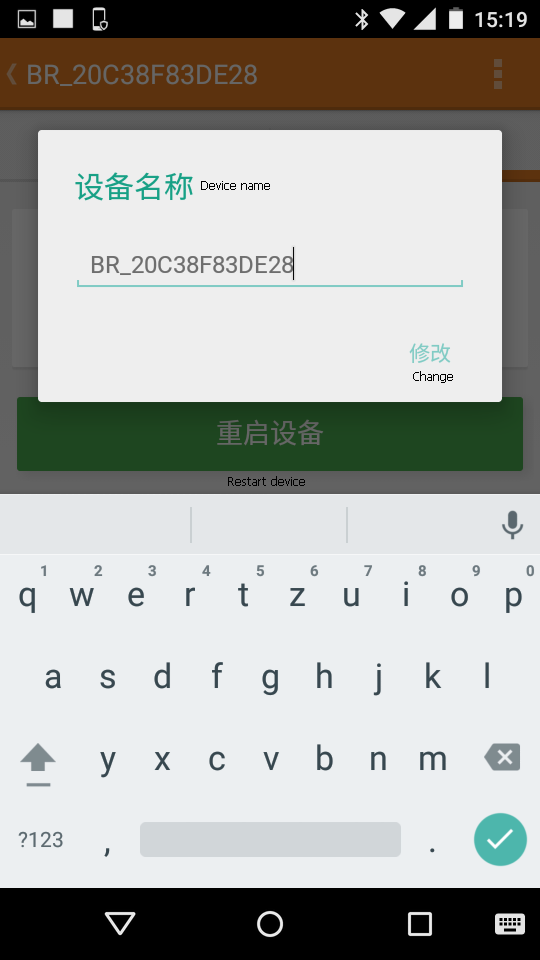 15:19
BR_20C38F83DE28
设备名称 Device name
BR_20C38F83DE28
修改
Change
重启设备
Restart device
1 2 3 4 5 6 7 8 9 0
q w e r t z u i o p
a s d f g h j k l
y x c v b n m
?123 , .